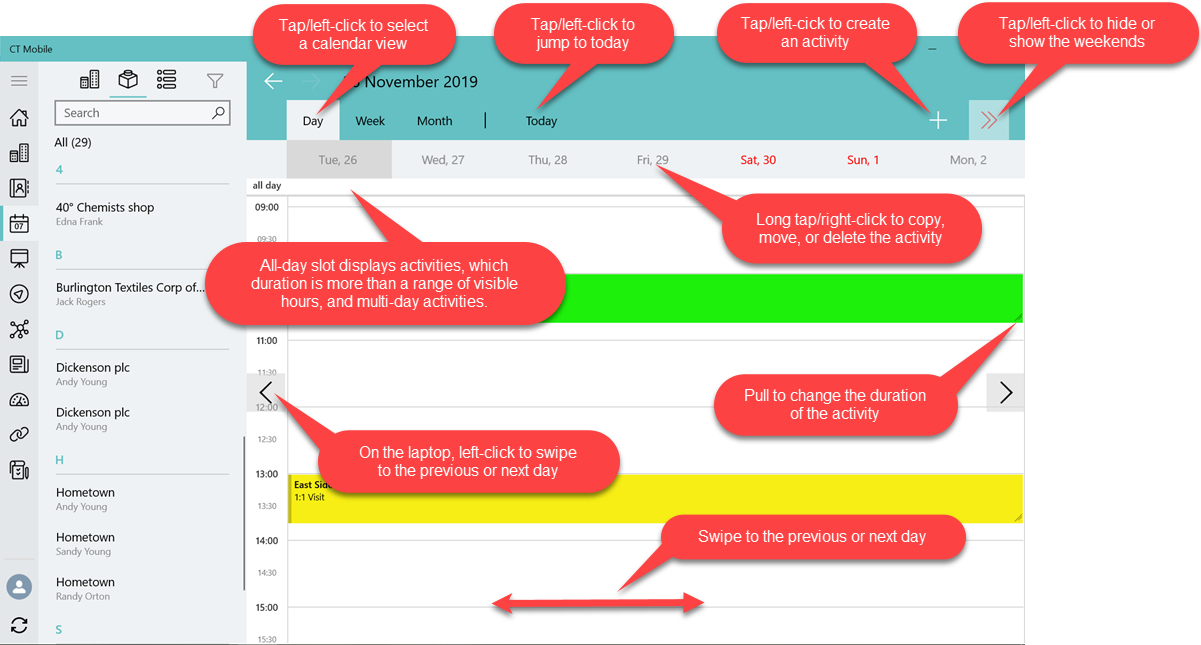 Tap/left-click to select
a calendar view
Tap/left-click to
jump to today
Tap/left-cick to create
an activity
Tap/left-click to hide or
show the weekends
CT Mobile
November 2019
Search
Day
Week
Month
Today
All (29)
Tue, 26
Wed, 27
Thu, 28
Fri, 29
Sat, 30
Sun, 1
Mon, 2
4
all day
40° Chemists shop
Edna Frank
09:00
Long tap/right-click to copy,
move, or delete the activity
09:30
B
All-day slot displays activities, which
duration is more than a range of visible
hours, and multi-day activities.
Burlington Textiles Corp of...
Jack Rogers
D
11:00
Dickenson plc
Andy Young
11:30
Pull to change the duration
of the activity
12:00
Dickenson plc
Andy Young
12:30
On the laptop, left-click to swipe
to the previous or next day
H
13:00
Hometown
Andy Young
East Side
1:1 Visit
13:30
Hometown
Sandy Young
14:00
Swipe to the previous or next day
14:30
Hometown
Randy Orton
15:00
S
15:30
07